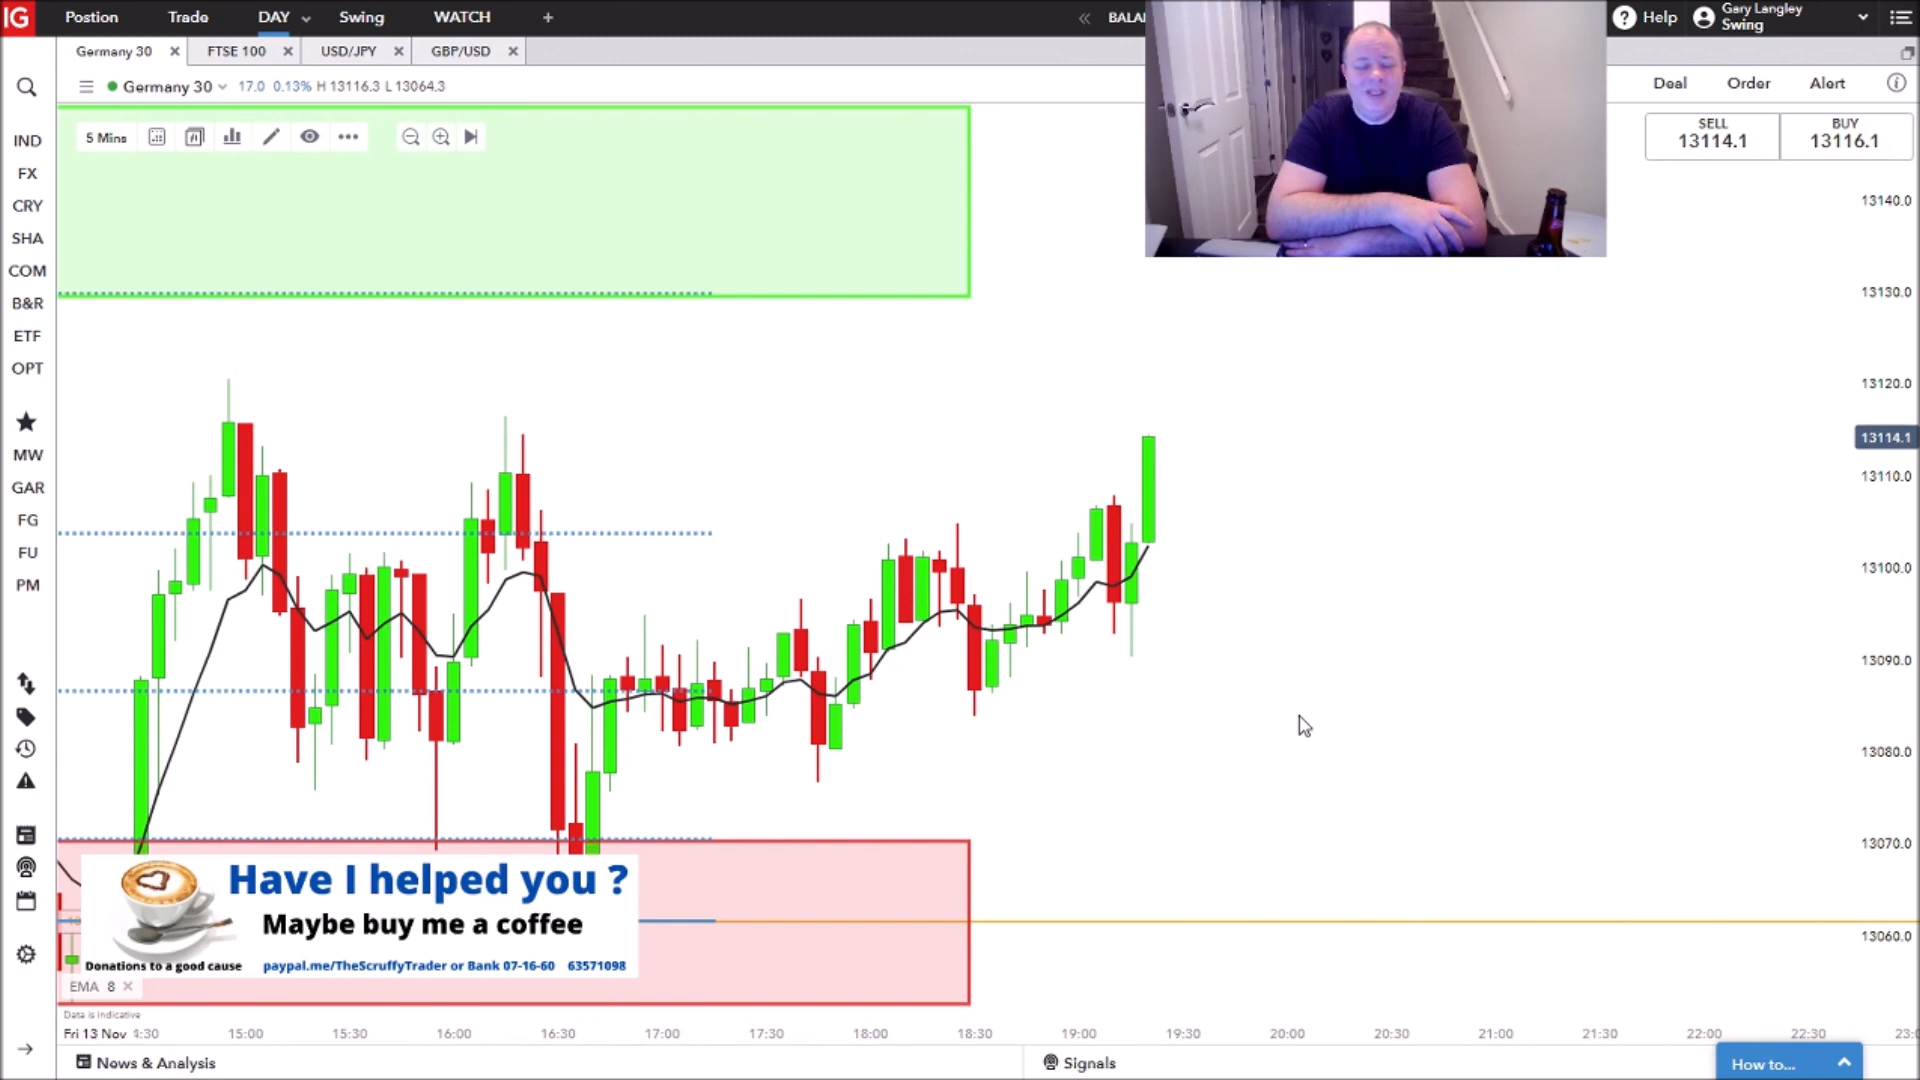 IG Postion Trade DAY Swing WATCH + « BALA Help Gary Langley
Swing
Germany 30 FTSE 100 USD/JPY GBP/USD
Germany 30 17.0 0.13% H 13116.3 L 13064.3 Deal Order Alert
5 Mins
SELL BUY
13114.1 13116.1
IND
FX
CRY
SHA
COM
B&R
ETF
OPT
MW
GAR
FG
FU
PM
13140.0
13130.0
13120.0
13114.1
13110.0
13100.0
13090.0
13080.0
13070.0
13060.0
Have I helped you ?
Maybe buy me a coffee
Donations to a good cause paypal.me/TheScruffyTrader or Bank 07-16-60 63571098
EMA 8
Data is indicative
Fri 13 Nov 4:30 15:00 15:30 16:00 16:30 17:00 17:30 18:00 18:30 19:00 19:30 20:00 20:30 21:00 21:30 22:00 22:30 23:0
News & Analysis Signals How to...